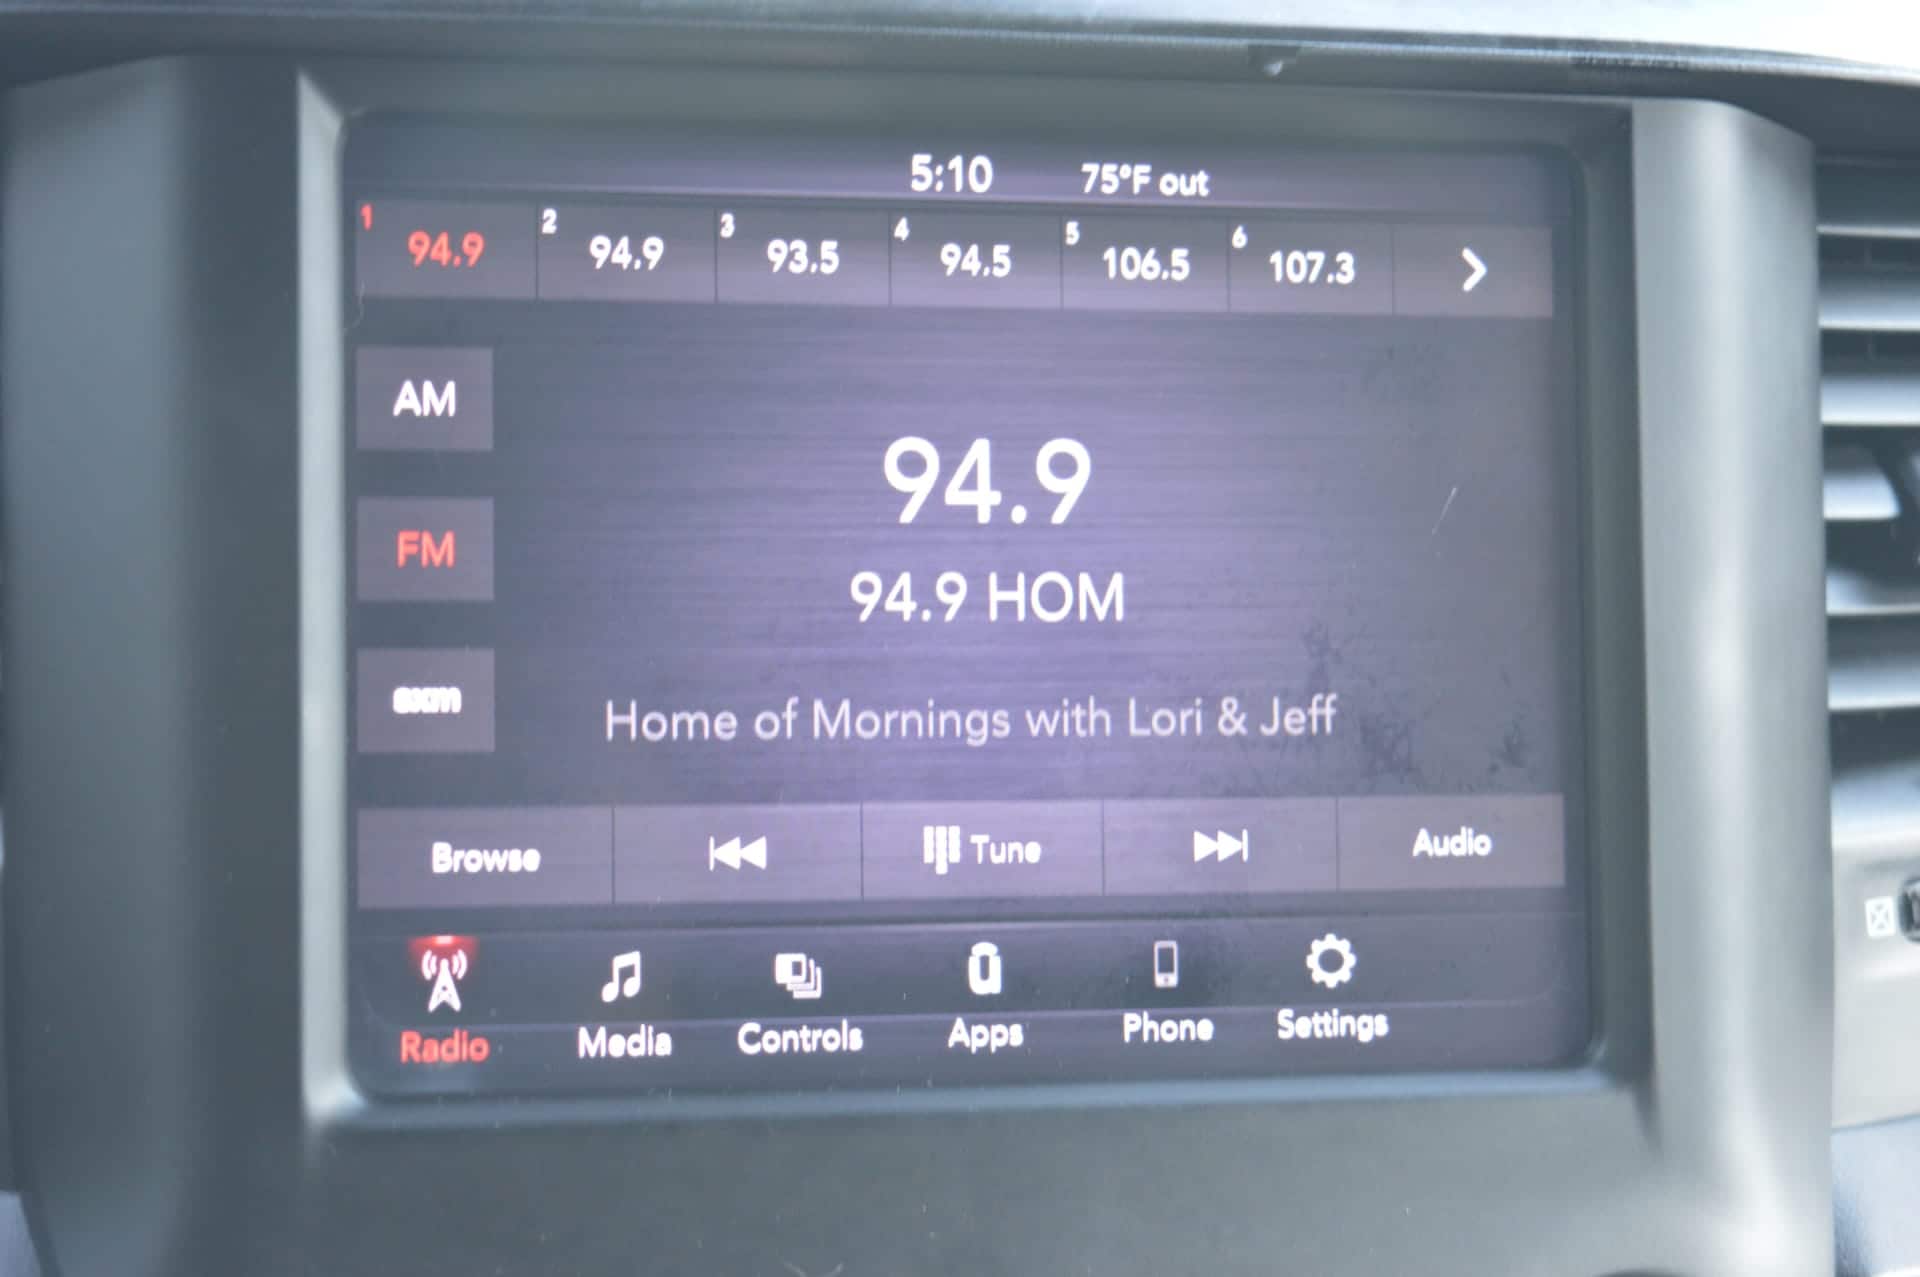 5:10 75°F out
1 94.9 2 94.9 3 93.5 4 94.5 5 106.5 6 107.3
AM
94.9
FM
94.9 HOM
sxm
Home of Mornings with Lori & Jeff
Browse Tune Audio
Radio Media Controls Apps Phone Settings